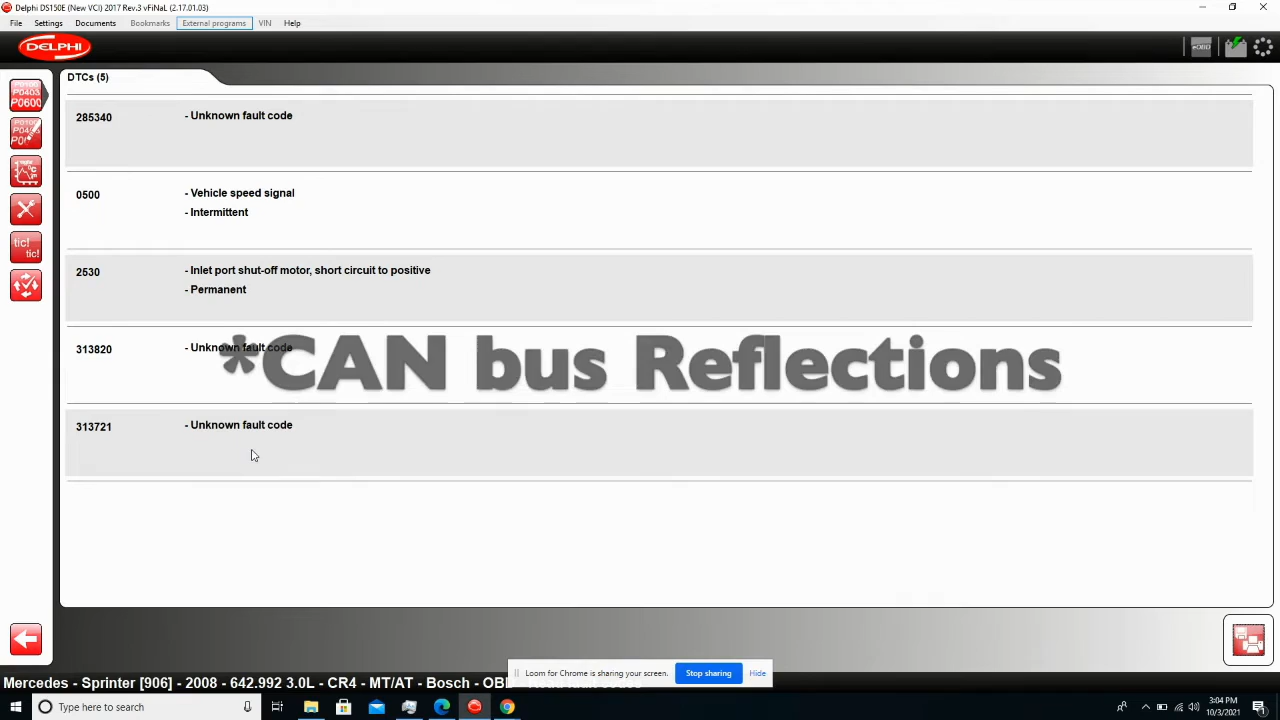 Delphi DS150E (New VCI) 2017 Rev.3 vFiNaL (2.17.01.03)
File Settings Documents Bookmarks External programs VIN Help
DELPHI
DTCs (5)
285340 - Unknown fault code
0500 - Vehicle speed signal
- Intermittent
2530 - Inlet port shut-off motor, short circuit to positive
- Permanent
313820 - Unknown fault code
*CAN bus Reflections
313721 - Unknown fault code
tic!
tic!
Loom for Chrome is sharing your screen. Stop sharing Hide
Mercedes - Sprinter [906] - 2008 - 642.992 3.0L - CR4 - MT/AT - Bosch - OBD
Type here to search
3:04 PM
10/3/2021